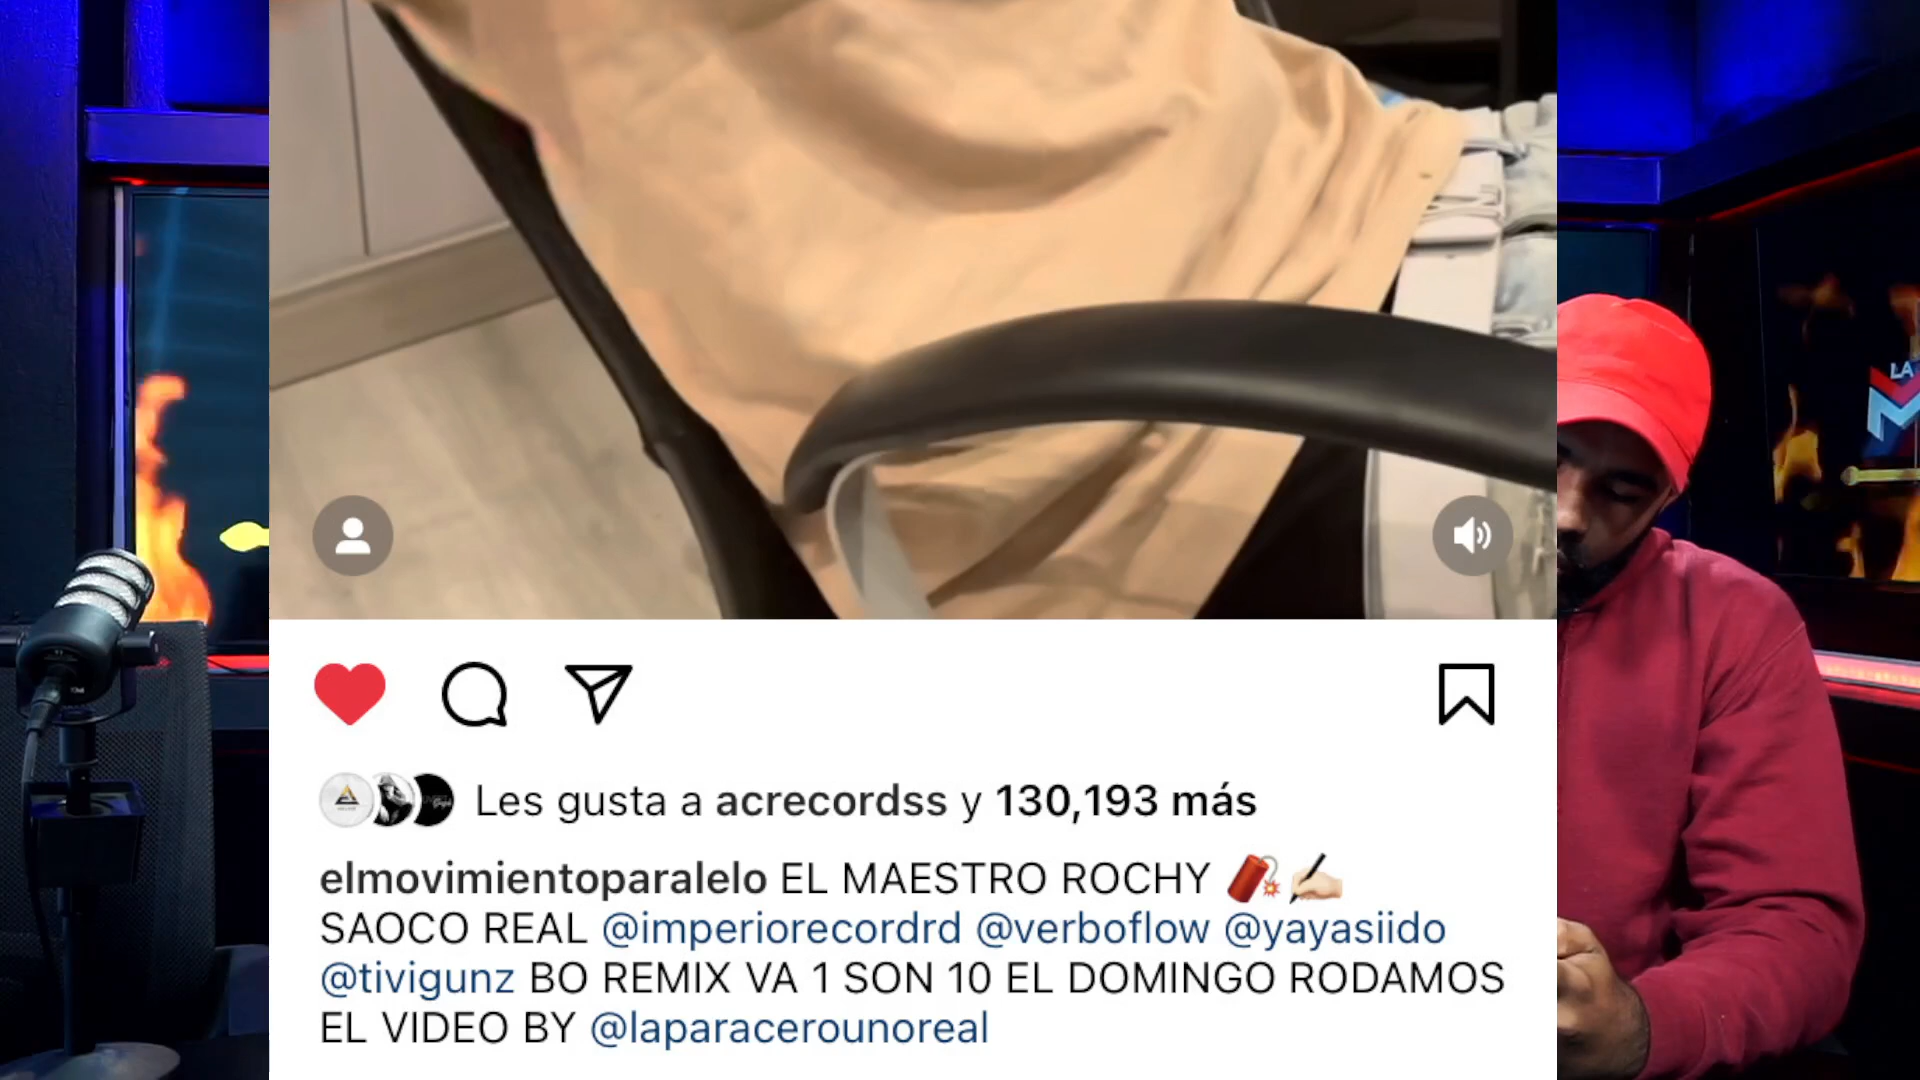 LA
M
Les gusta a acrecordss y 130,193 más
elmovimientoparalelo EL MAESTRO ROCHY 🧨✍🏻
SAOCO REAL @imperiorecordrd @verboflow @yayasiido
@tivigunz BO REMIX VA 1 SON 10 EL DOMINGO RODAMOS
EL VIDEO BY @laparacerounoreal